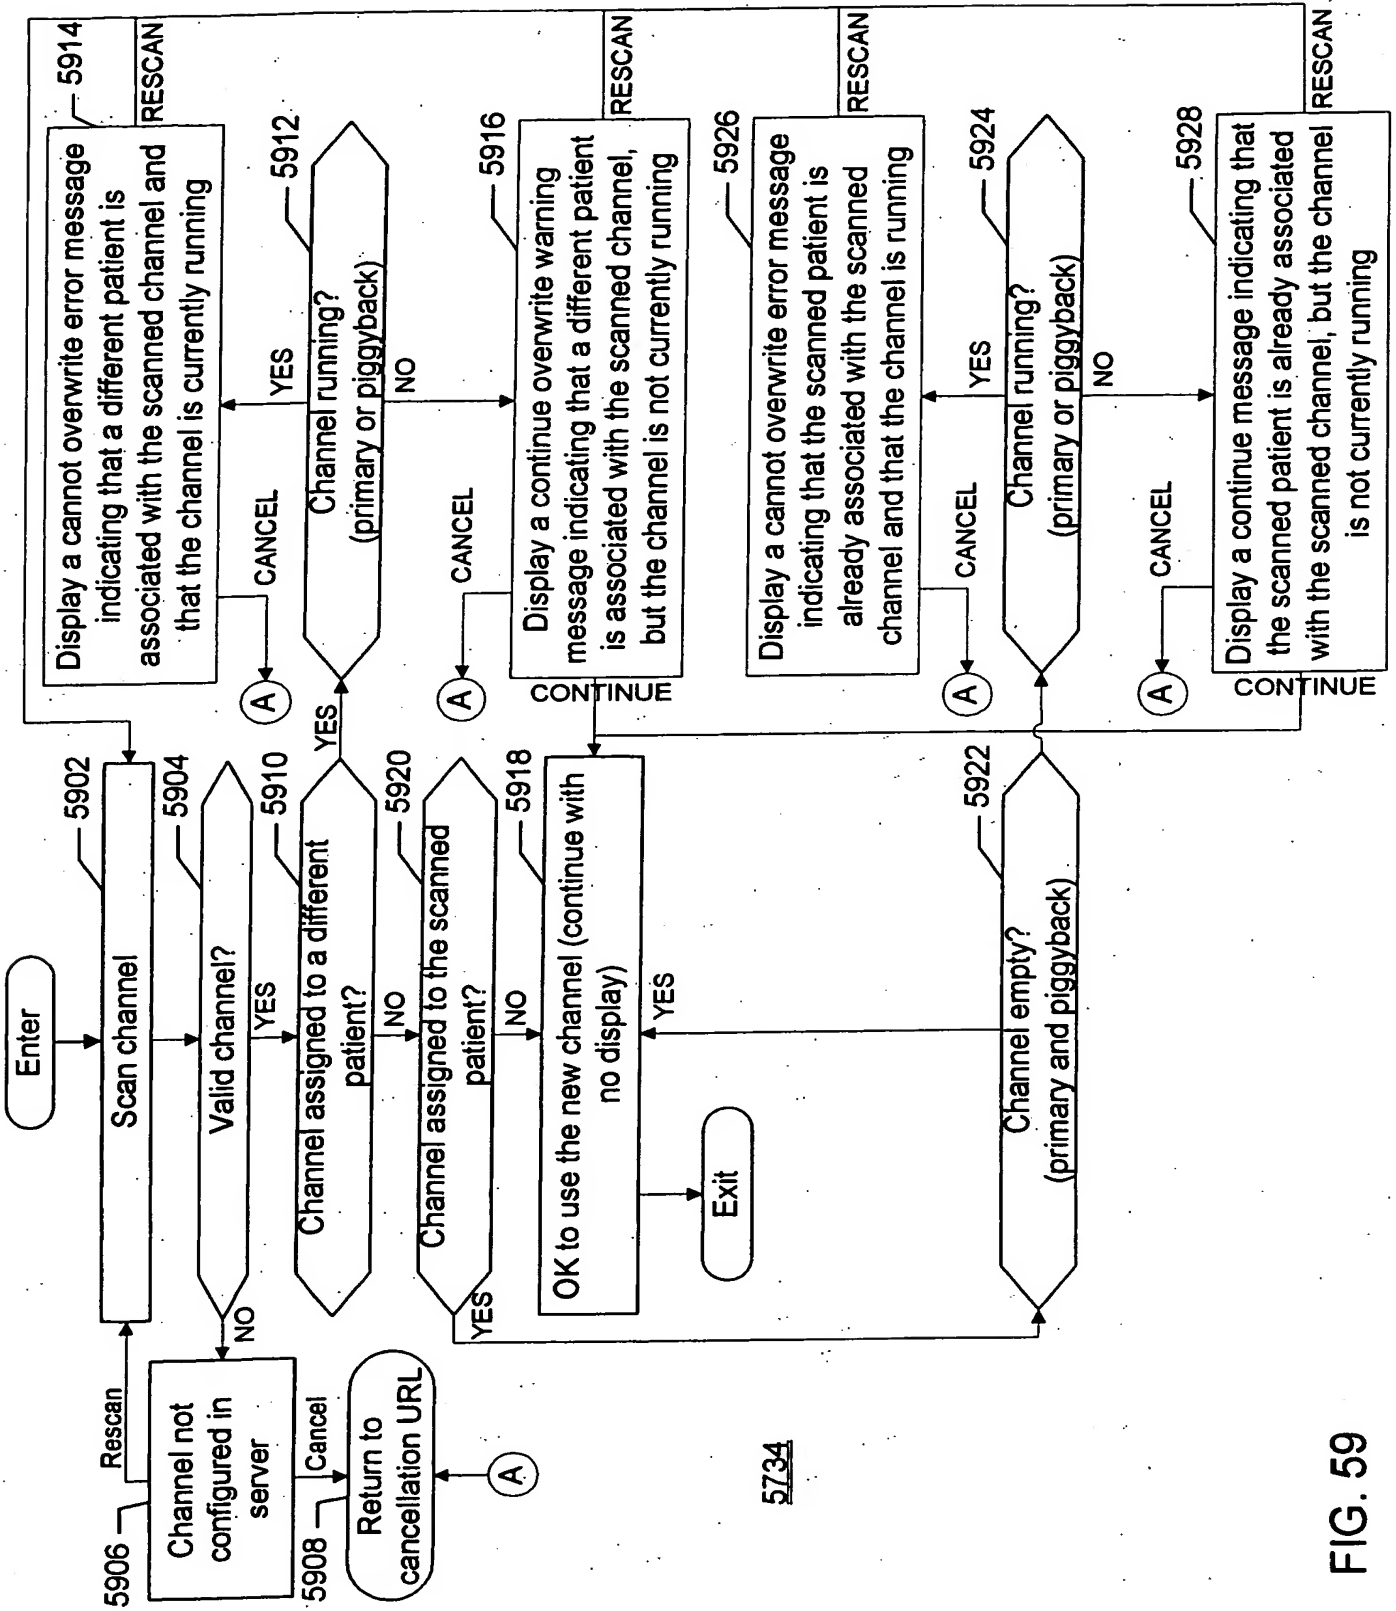 Enter
Scan channel
5902
Valid channel?
5904
YES
NO
Rescan
5906
Channel not
configured in
server
Cancel
5908
Return to
cancellation URL
A
Channel assigned to a different
patient?
5910
YES
NO
Channel assigned to the scanned
patient?
5920
YES
NO
OK to use the new channel (continue with
no display)
5918
YES
Exit
Channel empty?
(primary and piggyback)
5922
Display a cannot overwrite error message
indicating that a different patient is
associated with the scanned channel and
that the channel is currently running
5914
RESCAN
CANCEL
A
YES
Channel running?
(primary or piggyback)
5912
NO
Display a continue overwrite warning
message indicating that a different patient
is associated with the scanned channel,
but the channel is not currently running
5916
RESCAN
CANCEL
A
CONTINUE
Display a cannot overwrite error message
indicating that the scanned patient is
already associated with the scanned
channel and that the channel is running
5926
RESCAN
CANCEL
A
YES
Channel running?
(primary or piggyback)
5924
NO
Display a continue message indicating that
the scanned patient is already associated
with the scanned channel, but the channel
is not currently running
5928
RESCAN
CANCEL
A
CONTINUE
5734
FIG. 59